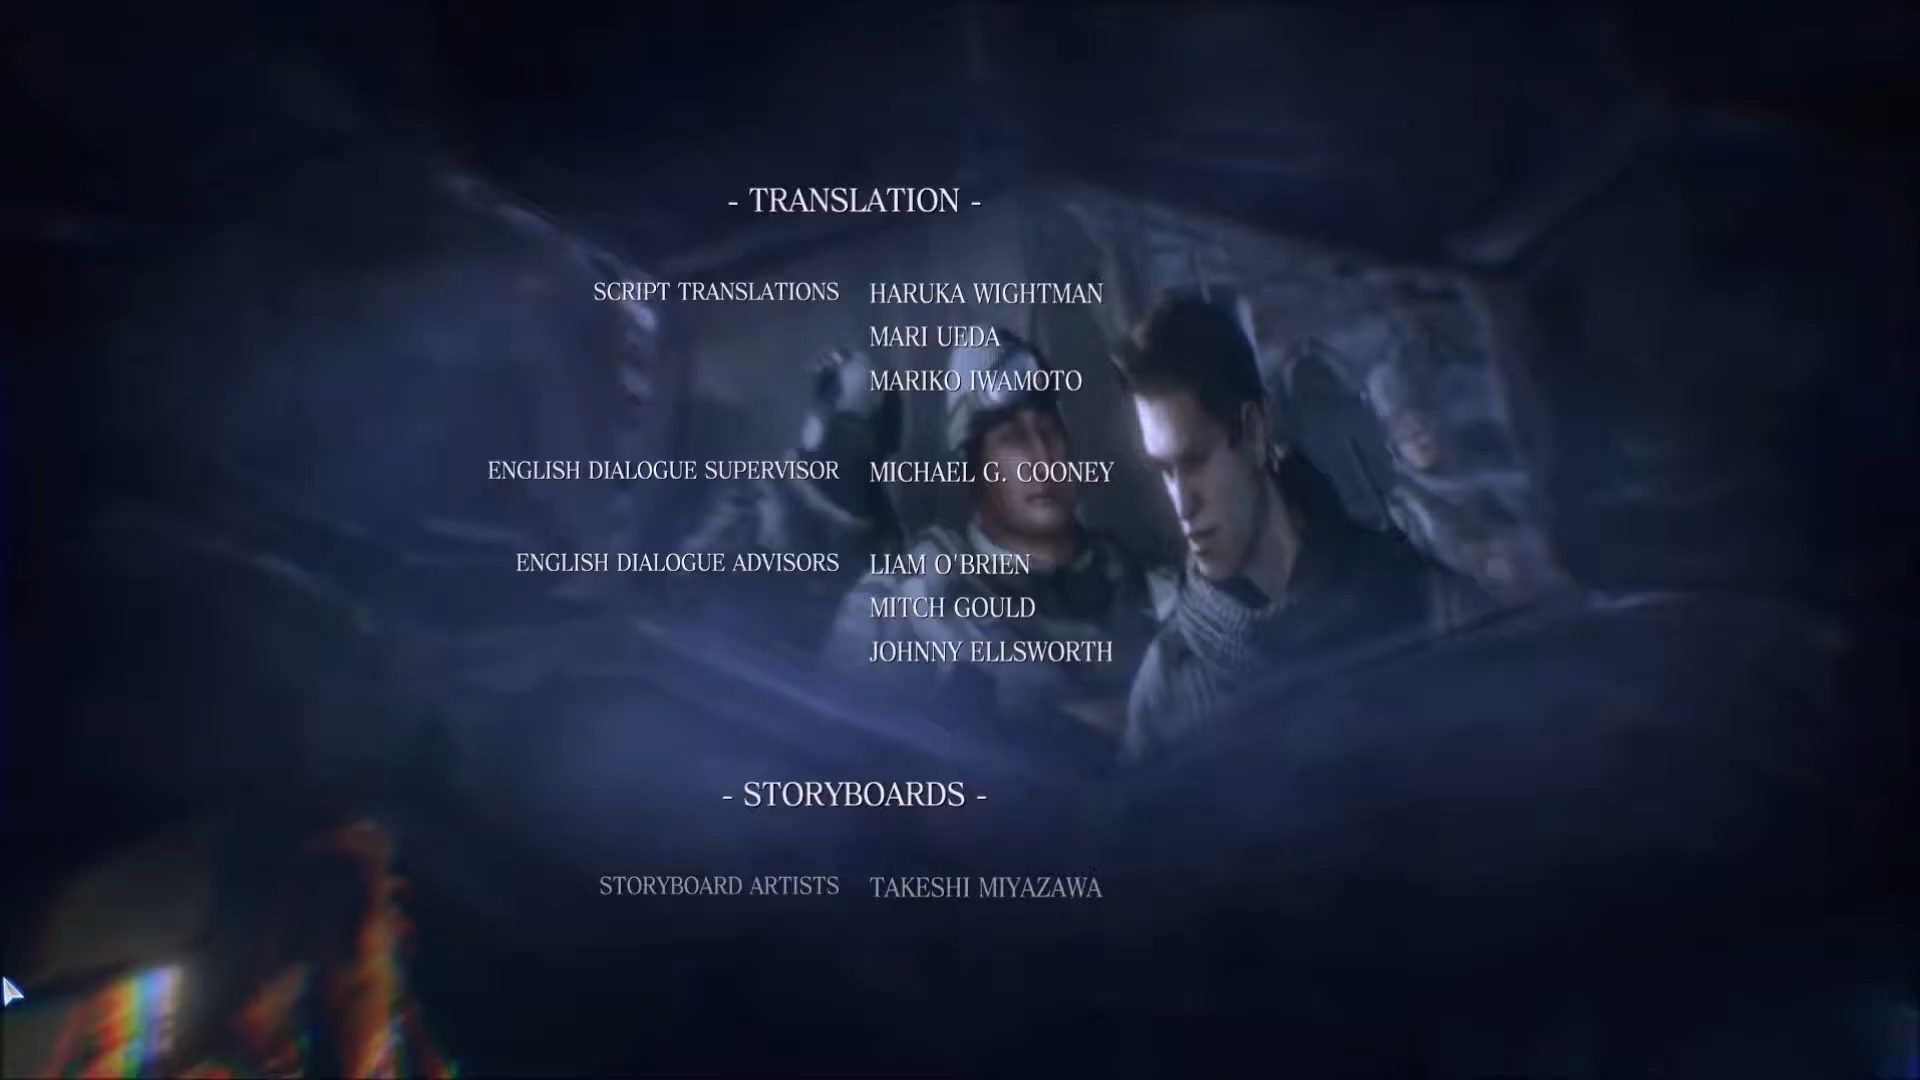 - TRANSLATION -
SCRIPT TRANSLATIONS HARUKA WIGHTMAN
MARI UEDA
MARIKO IWAMOTO
ENGLISH DIALOGUE SUPERVISOR MICHAEL G. COONEY
ENGLISH DIALOGUE ADVISORS LIAM O'BRIEN
MITCH GOULD
JOHNNY ELLSWORTH
- STORYBOARDS -
STORYBOARD ARTISTS TAKESHI MIYAZAWA